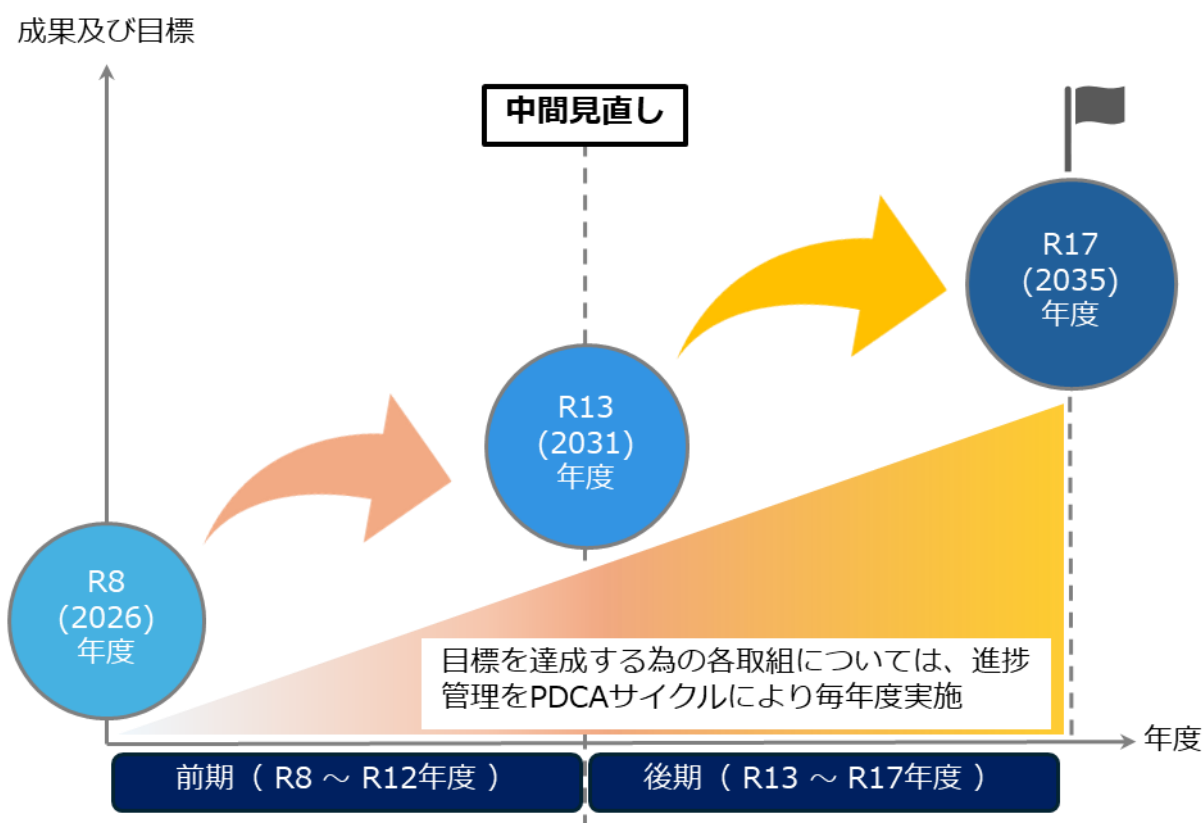 成果及び目標
中間見直し
R17
(2035)
年度
R13
(2031)
年度
R8
(2026)
年度
目標を達成する為の各取組については、進捗
管理をPDCAサイクルにより毎年度実施
年度
前期（ R8 ～ R12年度 ）
後期（ R13 ～ R17年度 ）